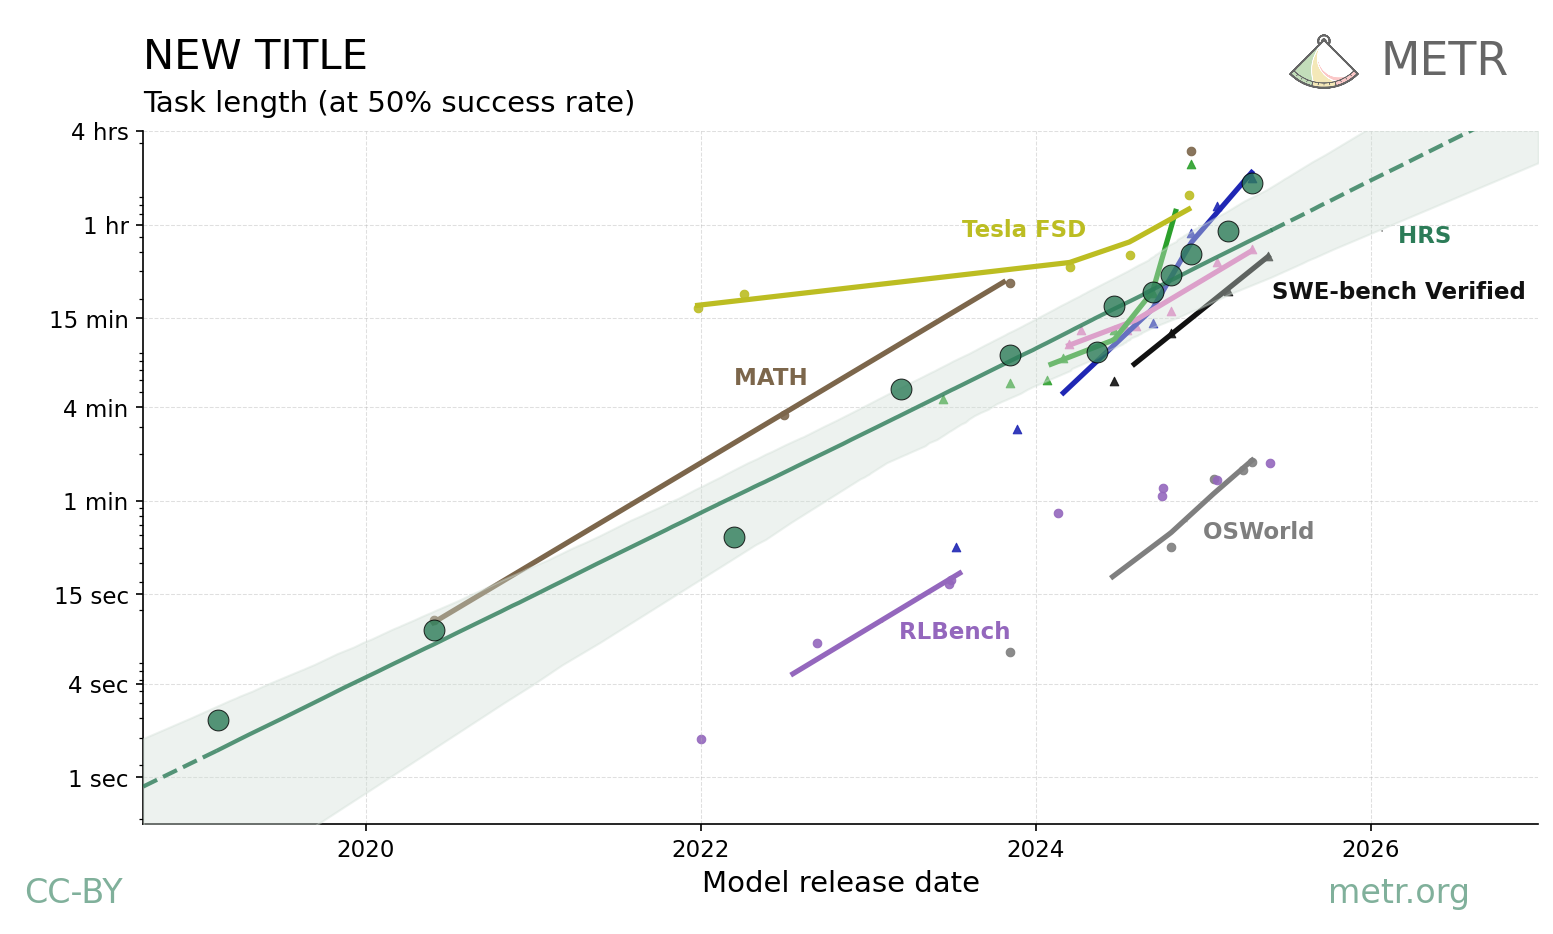 NEW TITLE
METR
Task length (at 50% success rate)
4 hrs
1 hr
15 min
4 min
1 min
15 sec
4 sec
1 sec
Tesla FSD
HRS
SWE-bench Verified
MATH
OSWorld
RLBench
2020
2022
2024
2026
Model release date
CC-BY
metr.org